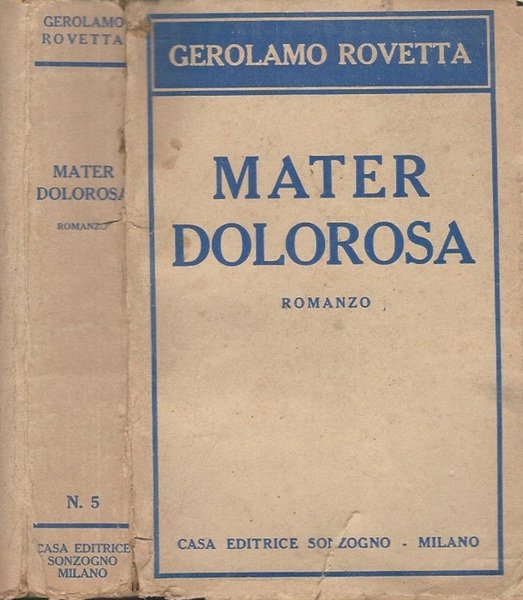 GEROLAMO
ROVETTA
MATER
DOLOROSA
ROMANZO
N. 5
CASA EDITRICE
SONZOGNO
MILANO
GEROLAMO ROVETTA
MATER
DOLOROSA
ROMANZO
CASA EDITRICE SONZOGNO - MILANO